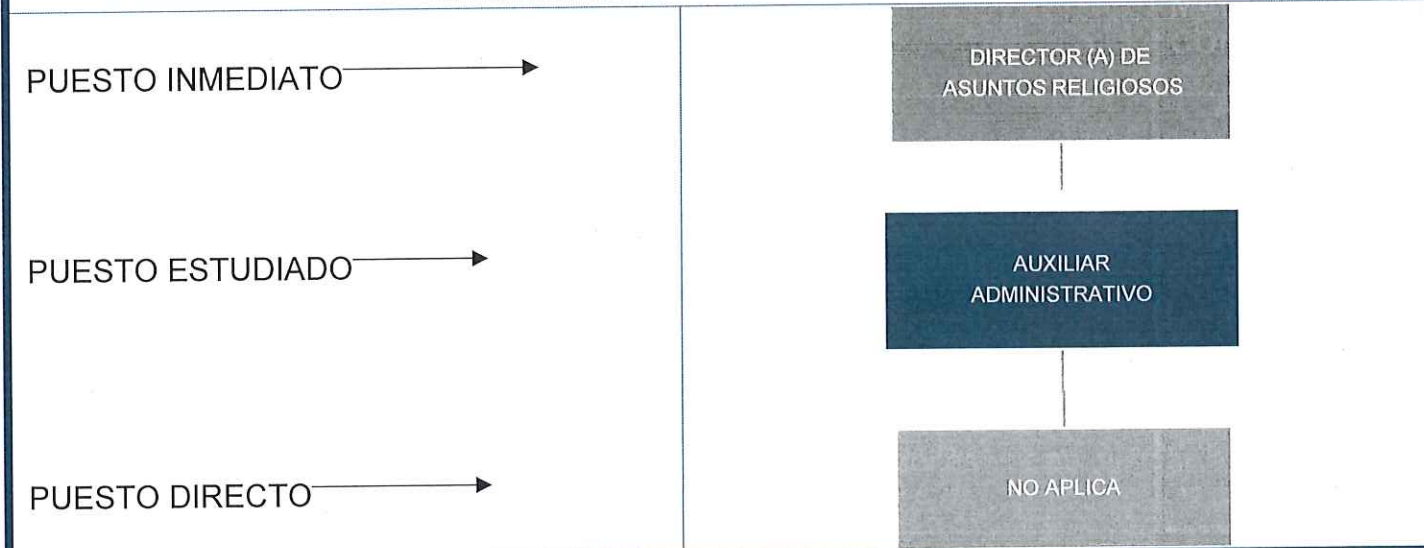 PUESTO INMEDIATO
DIRECTOR (A) DE
ASUNTOS RELIGIOSOS
PUESTO ESTUDIADO
AUXILIAR
ADMINISTRATIVO
PUESTO DIRECTO
NO APLICA